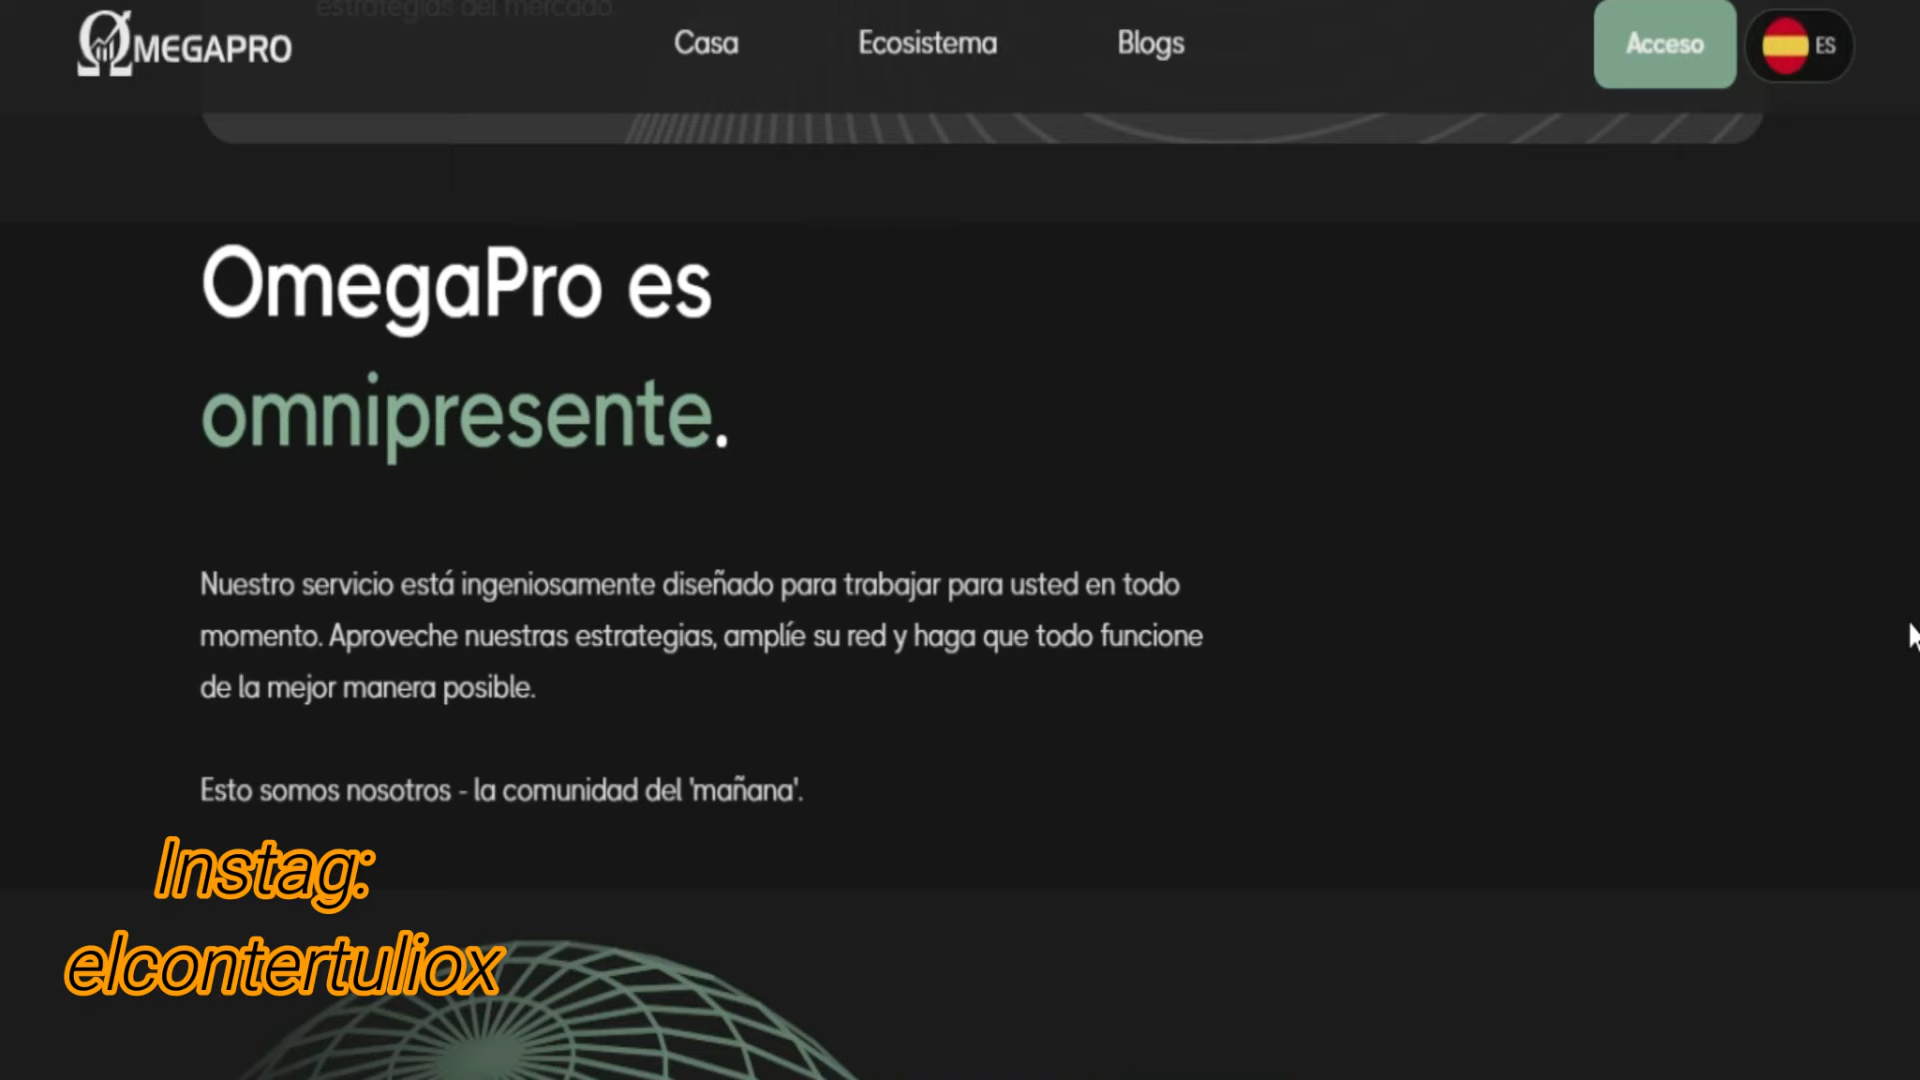 estrategias del mercado.
ΩMEGAPRO
Casa
Ecosistema
Blogs
Acceso
ES
OmegaPro es
omnipresente.
Nuestro servicio está ingeniosamente diseñado para trabajar para usted en todo
momento. Aproveche nuestras estrategias, amplíe su red y haga que todo funcione
de la mejor manera posible.
Esto somos nosotros - la comunidad del 'mañana'.
Instag:
elcontertuliox